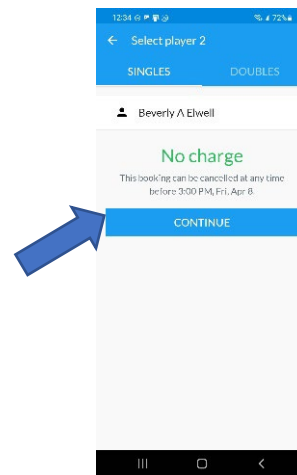 12:34
72%
Select player 2
SINGLES DOUBLES
Beverly A Elwell
No charge
This booking can be cancelled at any time
before 3:00 PM, Fri, Apr 8.
CONTINUE